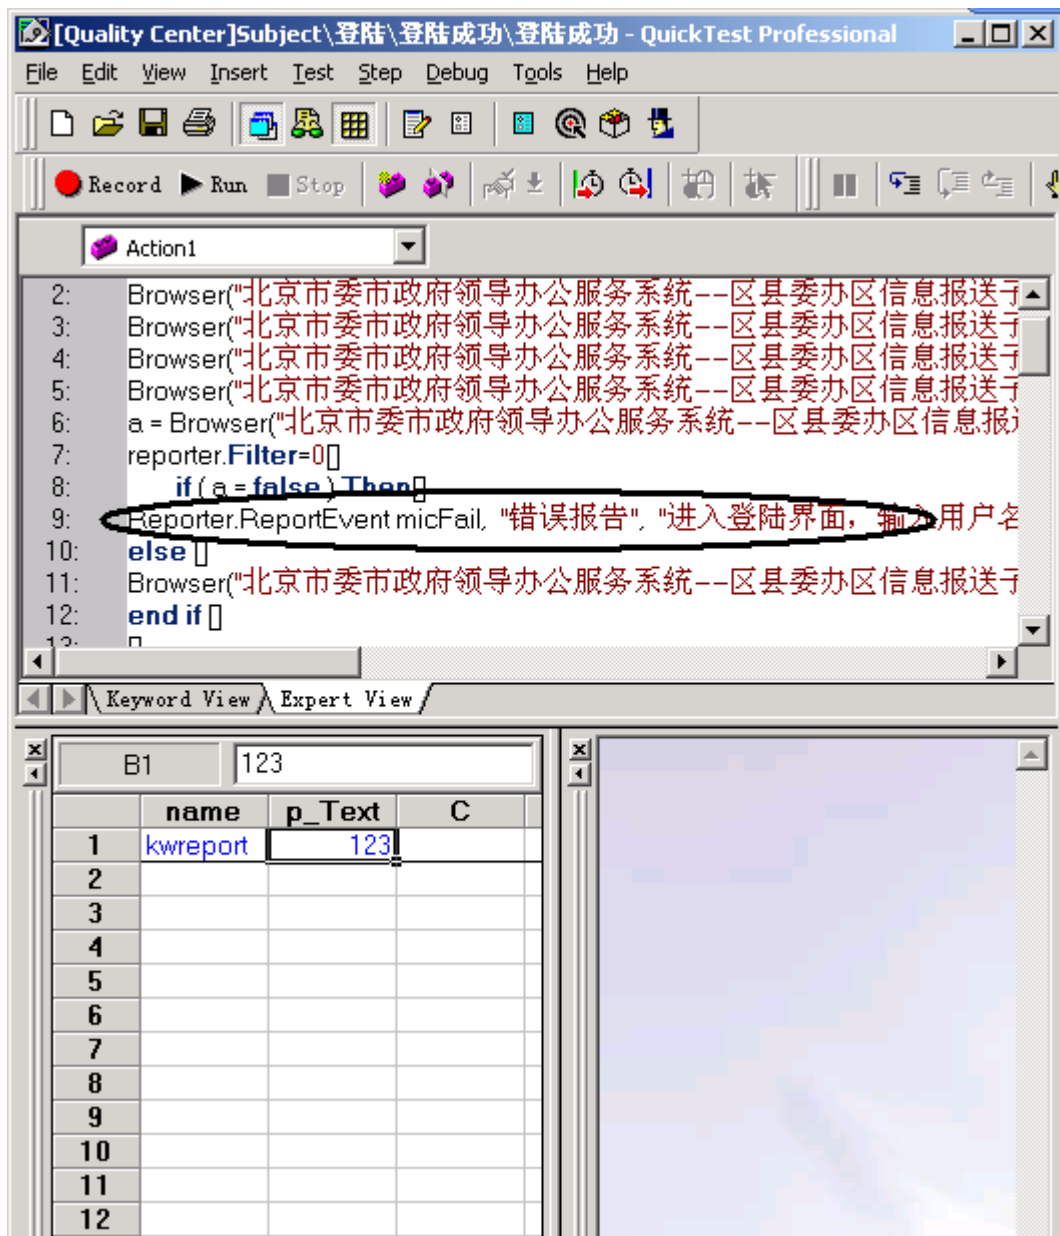 [Quality Center]Subject\登陆\登陆成功\登陆成功 - QuickTest Professional
File Edit View Insert Test Step Debug Tools Help
Record Run Stop
Action1
2: Browser("北京市委市政府领导办公服务系统--区县委办区信息报送子
3: Browser("北京市委市政府领导办公服务系统--区县委办区信息报送子
4: Browser("北京市委市政府领导办公服务系统--区县委办区信息报送子
5: Browser("北京市委市政府领导办公服务系统--区县委办区信息报送子
6: a = Browser("北京市委市政府领导办公服务系统--区县委办区信息报送
7: reporter.Filter=0
8: if ( a = false ) Then
9: Reporter.ReportEvent micFail, "错误报告", "进入登陆界面，输入用户名
10: else
11: Browser("北京市委市政府领导办公服务系统--区县委办区信息报送子
12: end if
13:
Keyword View Expert View
B1 123
name p_Text C
1 kwreport 123
2
3
4
5
6
7
8
9
10
11
12